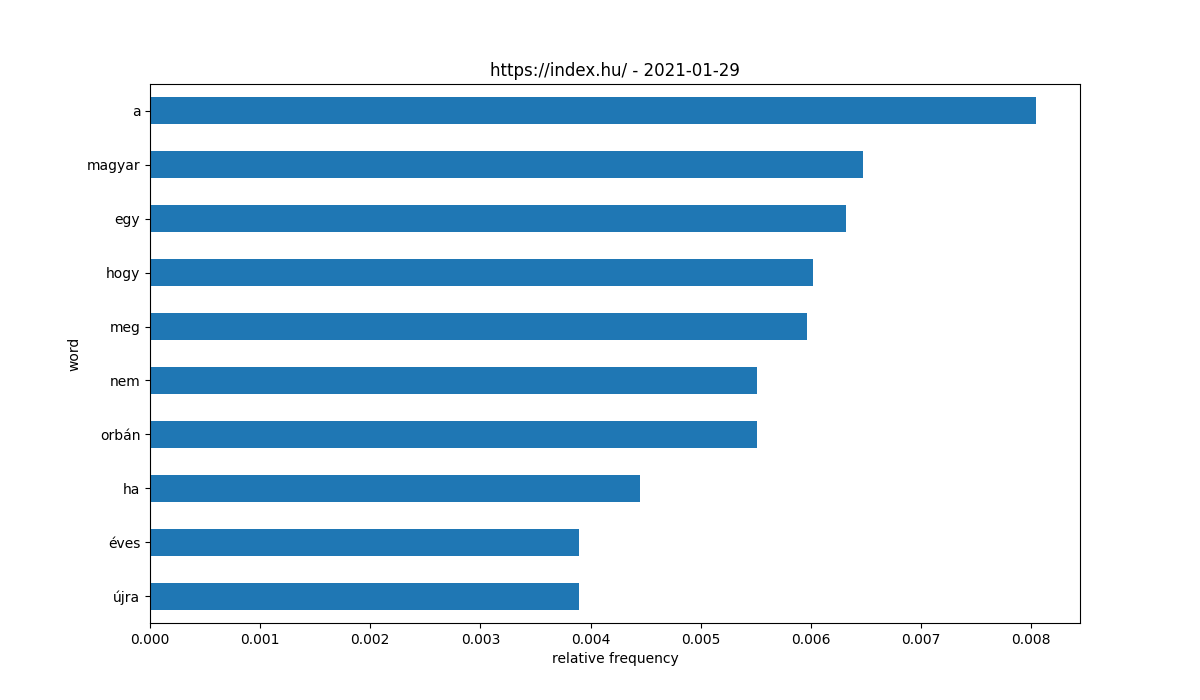 https://index.hu/ - 2021-01-29
a
magyar
egy
hogy
meg
nem
orbán
ha
éves
újra
word
0.000 0.001 0.002 0.003 0.004 0.005 0.006 0.007 0.008
relative frequency